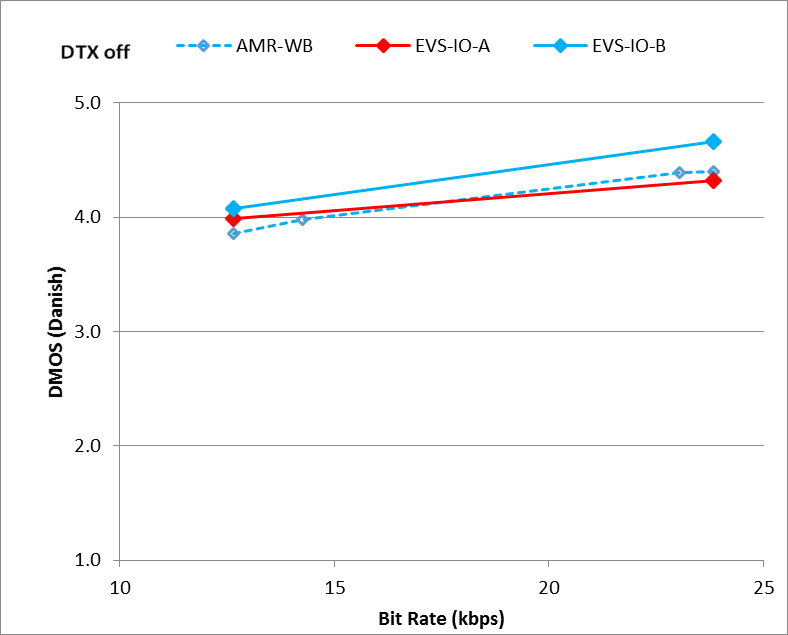 DTX off
AMR-WB
EVS-IO-A
EVS-IO-B
5.0
4.0
3.0
2.0
1.0
DMOS (Danish)
10
15
20
25
Bit Rate (kbps)